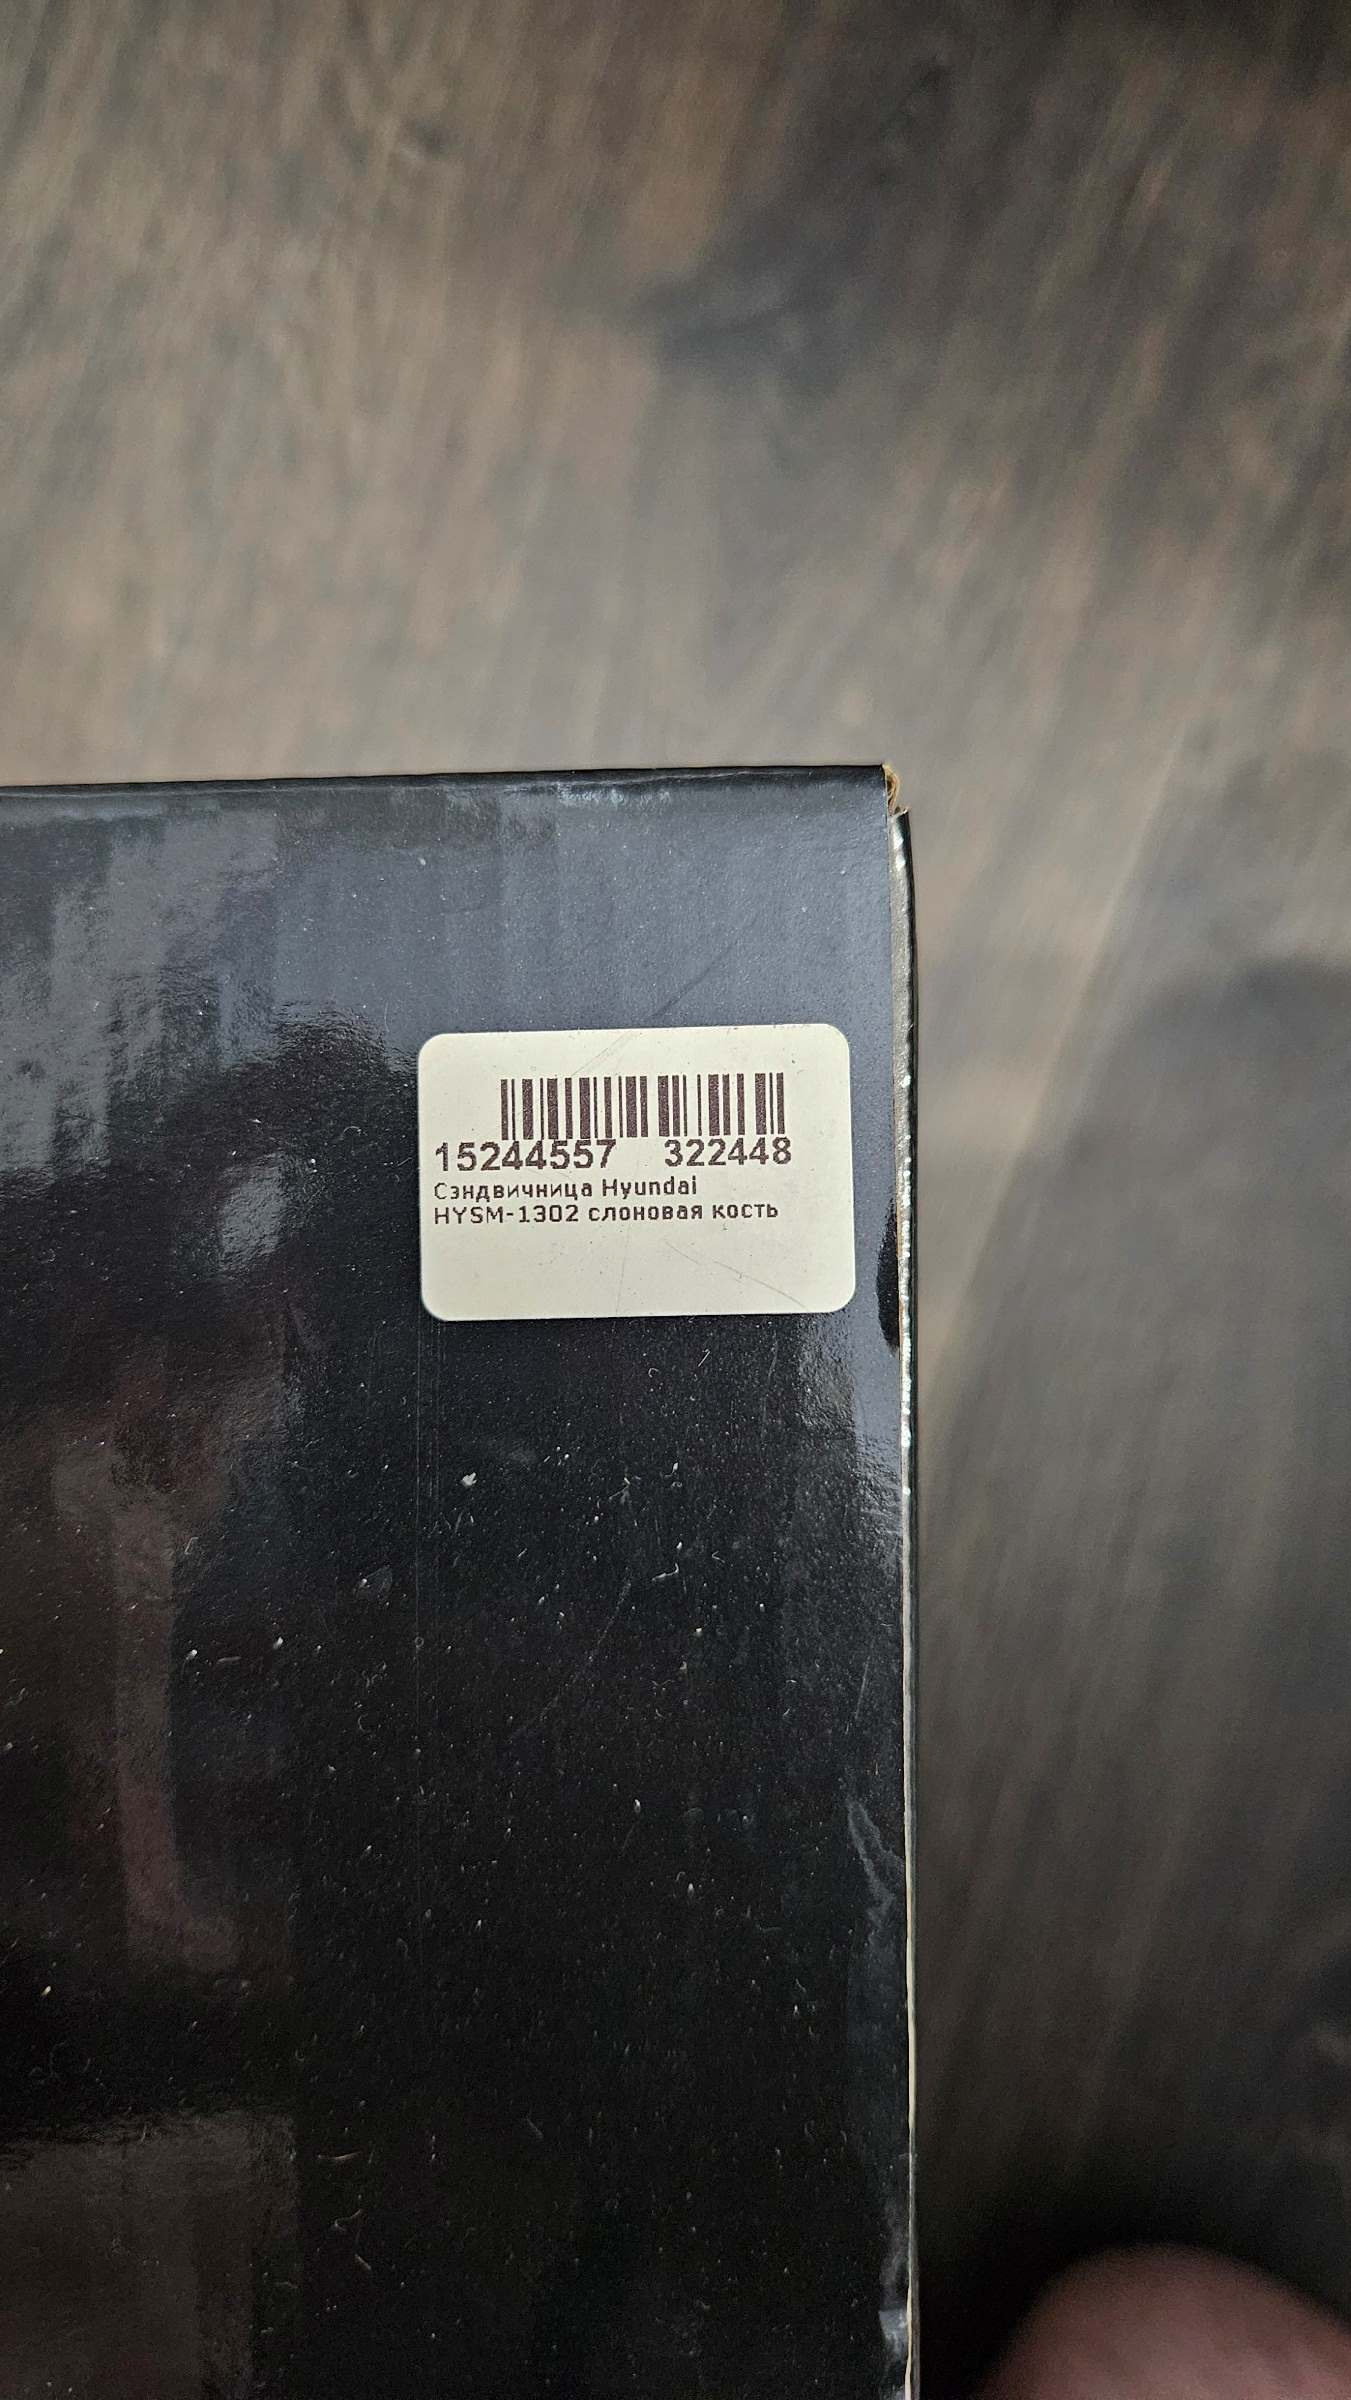 15244557 322448
Сэндвичница Hyundai
HYSM-1302 слоновая кость